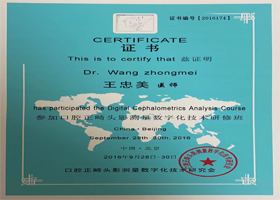 证书编号【2016174】
CERTIFICATE
证书
This is to certify that 兹证明
Dr. Wang zhongmei
王忠美 医师
has participated the Digital Cephalometrics Analysis Course
参加口腔正畸头影测量数字化技术研修班
China · Beijing
September 28th-30th, 2016
中国 · 北京
2016年9月(28日-30日)
口腔正畸头影测量数字化技术研究会